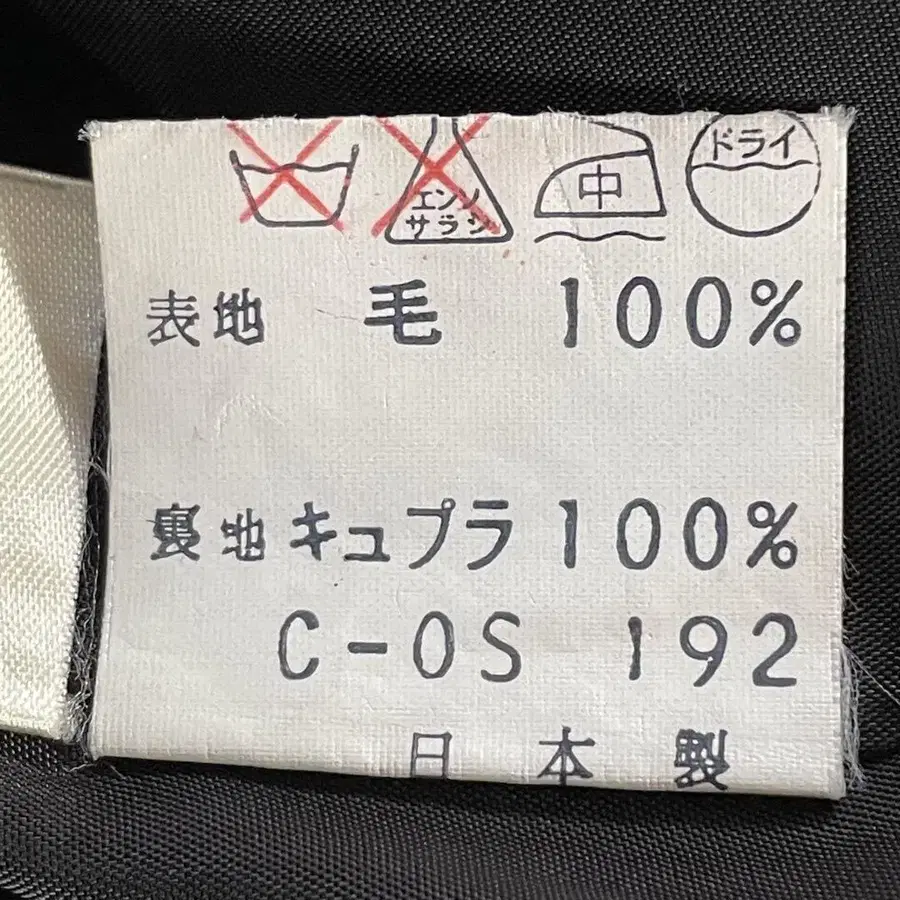 エンソ サラシ 中 ドライ
表地 毛 100%
裏地 キュプラ 100%
C-0S 192
日本製